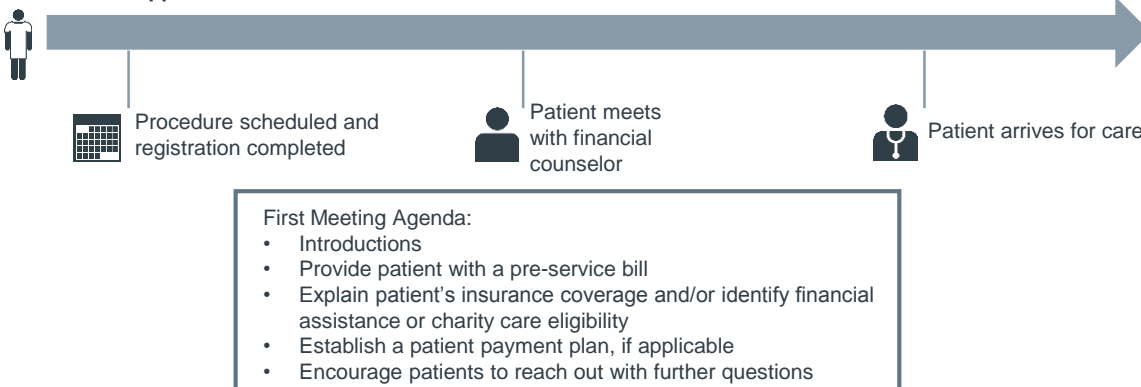 Procedure scheduled and
registration completed
Patient meets
with financial
counselor
Patient arrives for care
First Meeting Agenda:
• Introductions
• Provide patient with a pre-service bill
• Explain patient's insurance coverage and/or identify financial
assistance or charity care eligibility
• Establish a patient payment plan, if applicable
• Encourage patients to reach out with further questions